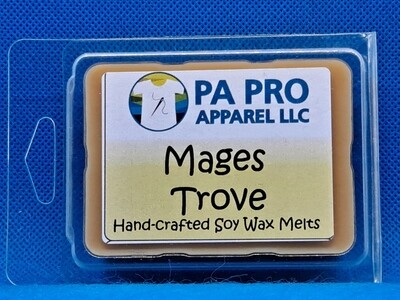 PA PRO
APPAREL LLC
Mages
Trove
Hand-crafted Soy Wax Melts